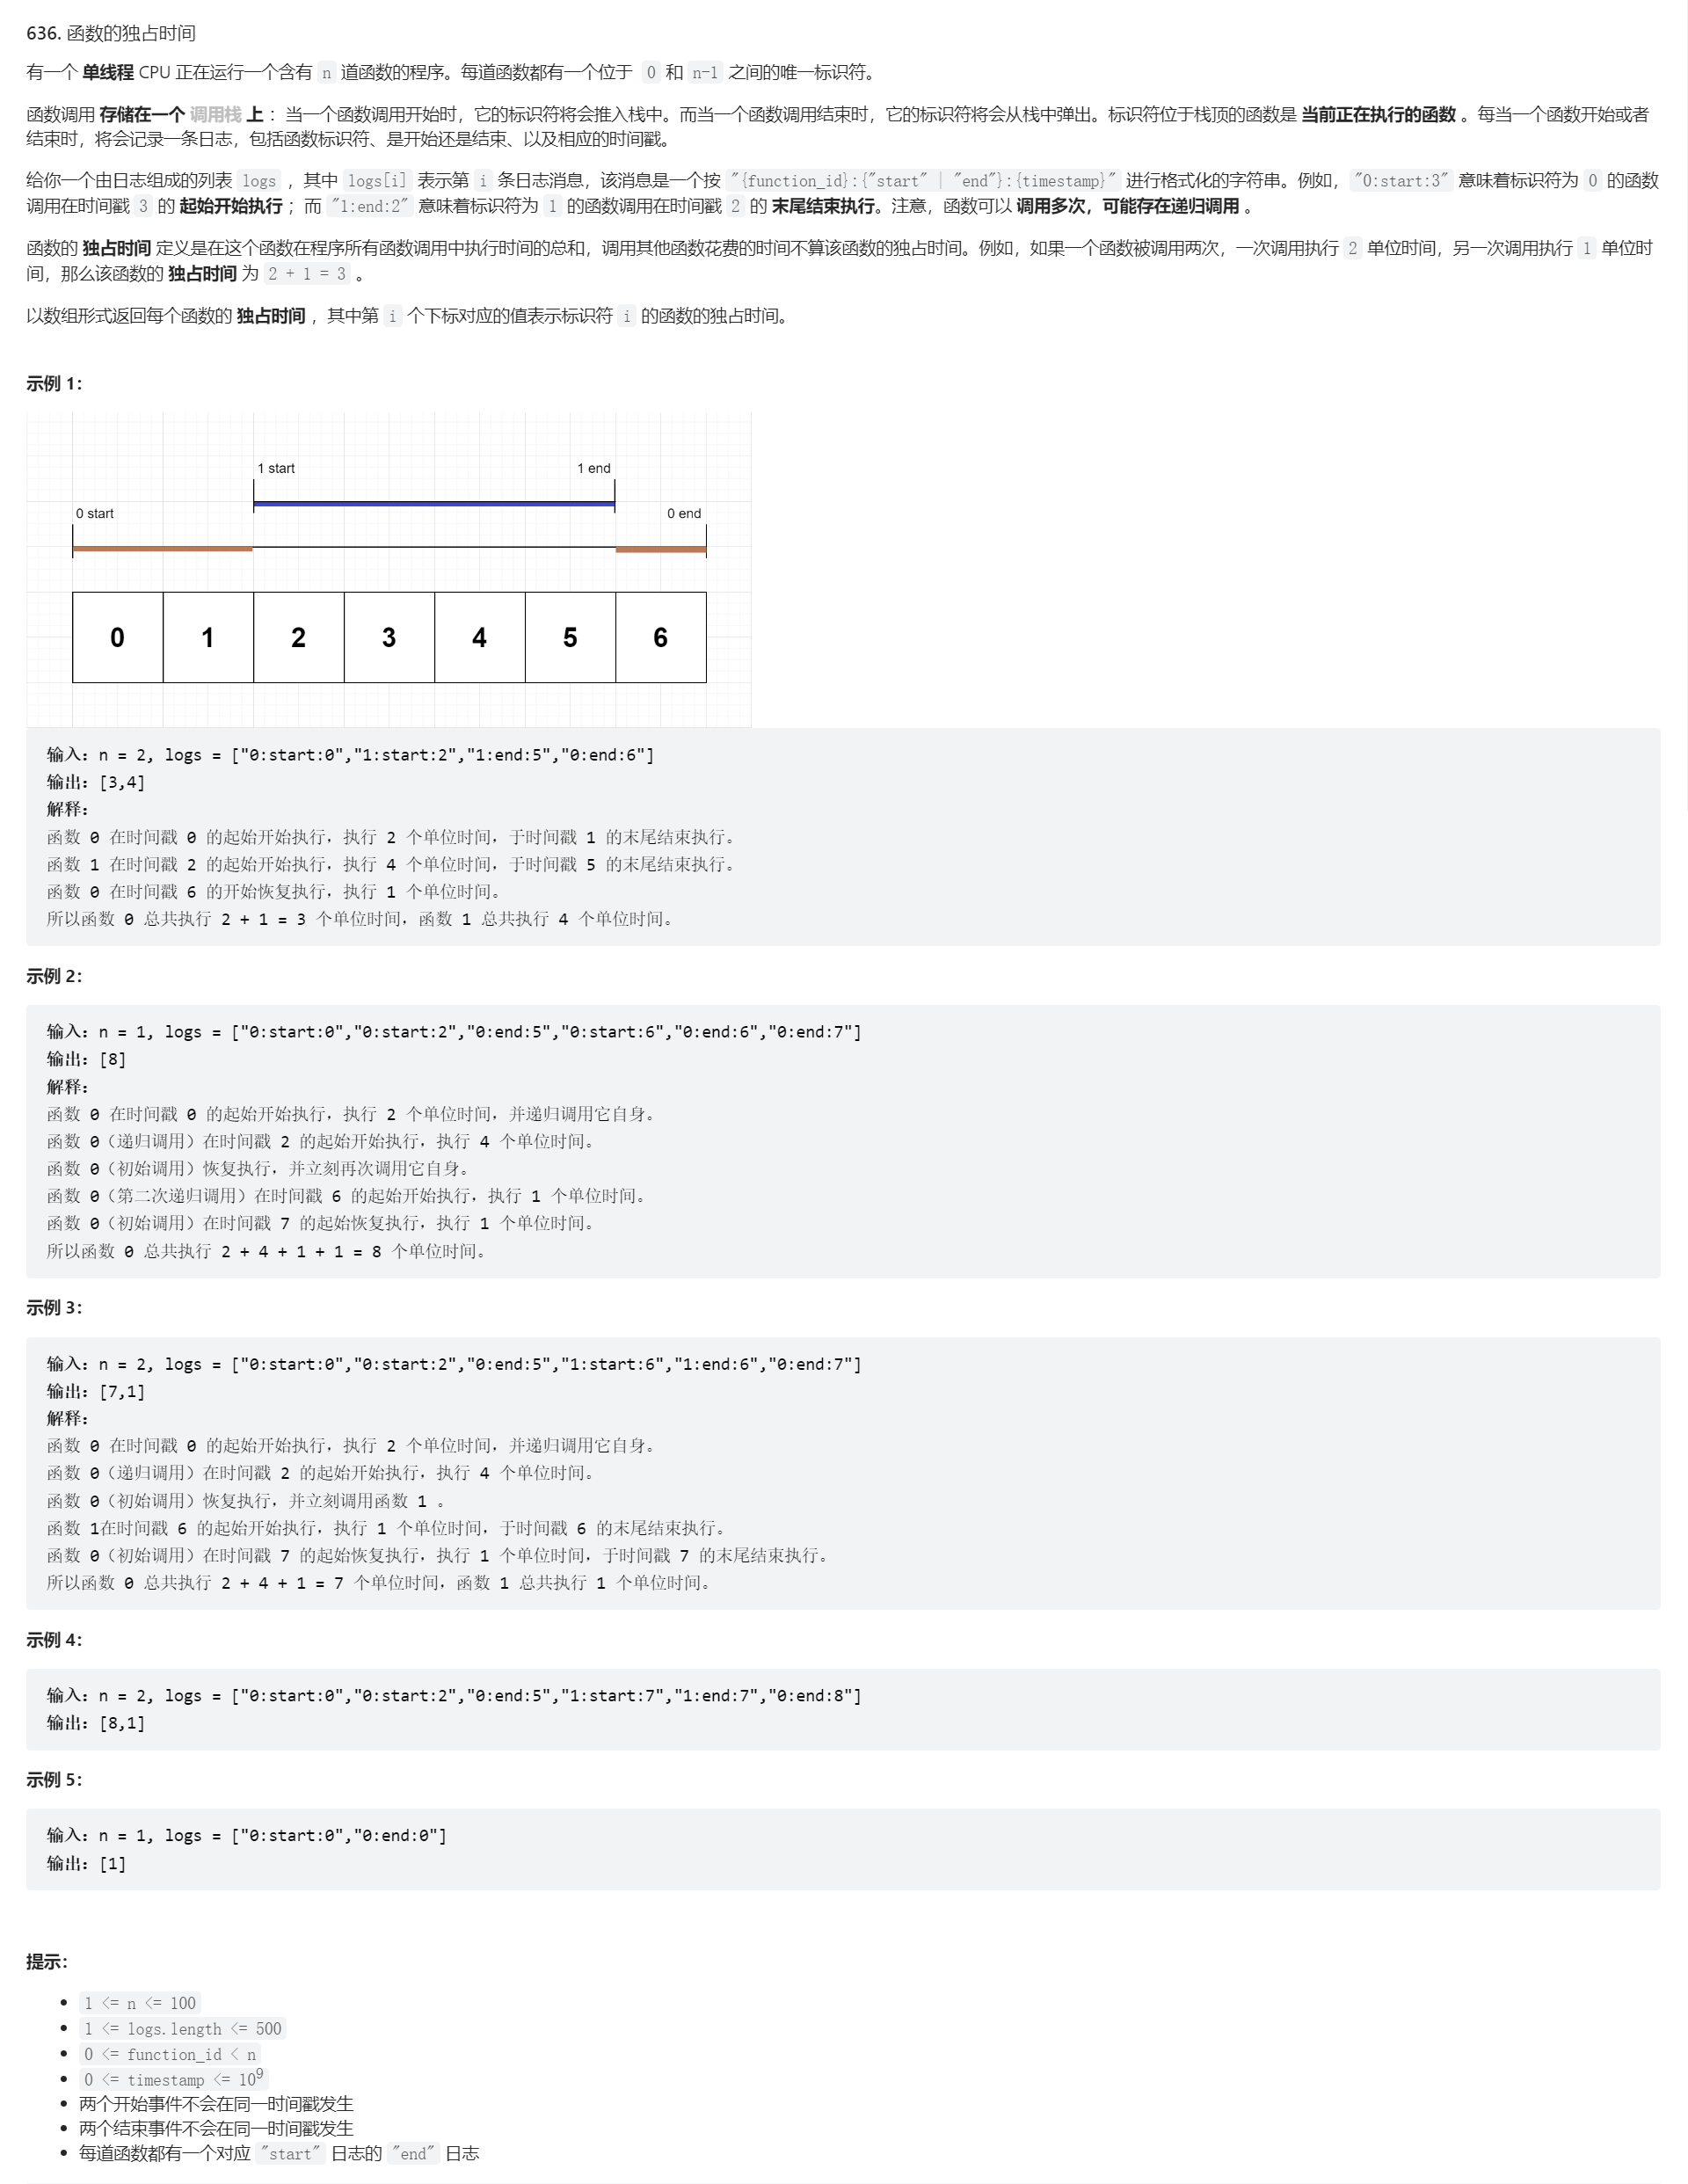 636. 函数的独占时间
有一个 单线程 CPU 正在运行一个含有 n 道函数的程序。每道函数都有一个位于 0 和 n-1 之间的唯一标识符。
函数调用 存储在一个 调用栈 上 ：当一个函数调用开始时，它的标识符将会推入栈中。而当一个函数调用结束时，它的标识符将会从栈中弹出。标识符位于栈顶的函数是 当前正在执行的函数 。每当一个函数开始或者
结束时，将会记录一条日志，包括函数标识符、是开始还是结束、以及相应的时间戳。
给你一个由日志组成的列表 logs ，其中 logs[i] 表示第 i 条日志消息，该消息是一个按 "{function_id}:{"start" | "end"}:{timestamp}" 进行格式化的字符串。例如，"0:start:3" 意味着标识符为 0 的函数
调用在时间戳 3 的 起始开始执行 ；而 "1:end:2" 意味着标识符为 1 的函数调用在时间戳 2 的 末尾结束执行。注意，函数可以 调用多次，可能存在递归调用 。
函数的 独占时间 定义是在这个函数在程序所有函数调用中执行时间的总和，调用其他函数花费的时间不算该函数的独占时间。例如，如果一个函数被调用两次，一次调用执行 2 单位时间，另一次调用执行 1 单位时
间，那么该函数的 独占时间 为 2 + 1 = 3 。
以数组形式返回每个函数的 独占时间 ，其中第 i 个下标对应的值表示标识符 i 的函数的独占时间。
示例 1：
1 start 1 end
0 start 0 end
0 1 2 3 4 5 6
输入：n = 2, logs = ["0:start:0","1:start:2","1:end:5","0:end:6"]
输出：[3,4]
解释：
函数 0 在时间戳 0 的起始开始执行，执行 2 个单位时间，于时间戳 1 的末尾结束执行。
函数 1 在时间戳 2 的起始开始执行，执行 4 个单位时间，于时间戳 5 的末尾结束执行。
函数 0 在时间戳 6 的开始恢复执行，执行 1 个单位时间。
所以函数 0 总共执行 2 + 1 = 3 个单位时间，函数 1 总共执行 4 个单位时间。
示例 2：
输入：n = 1, logs = ["0:start:0","0:start:2","0:end:5","0:start:6","0:end:6","0:end:7"]
输出：[8]
解释：
函数 0 在时间戳 0 的起始开始执行，执行 2 个单位时间，并递归调用它自身。
函数 0（递归调用）在时间戳 2 的起始开始执行，执行 4 个单位时间。
函数 0（初始调用）恢复执行，并立刻再次调用它自身。
函数 0（第二次递归调用）在时间戳 6 的起始开始执行，执行 1 个单位时间。
函数 0（初始调用）在时间戳 7 的起始恢复执行，执行 1 个单位时间。
所以函数 0 总共执行 2 + 4 + 1 + 1 = 8 个单位时间。
示例 3：
输入：n = 2, logs = ["0:start:0","0:start:2","0:end:5","1:start:6","1:end:6","0:end:7"]
输出：[7,1]
解释：
函数 0 在时间戳 0 的起始开始执行，执行 2 个单位时间，并递归调用它自身。
函数 0（递归调用）在时间戳 2 的起始开始执行，执行 4 个单位时间。
函数 0（初始调用）恢复执行，并立刻调用函数 1 。
函数 1在时间戳 6 的起始开始执行，执行 1 个单位时间，于时间戳 6 的末尾结束执行。
函数 0（初始调用）在时间戳 7 的起始恢复执行，执行 1 个单位时间，于时间戳 7 的末尾结束执行。
所以函数 0 总共执行 2 + 4 + 1 = 7 个单位时间，函数 1 总共执行 1 个单位时间。
示例 4：
输入：n = 2, logs = ["0:start:0","0:start:2","0:end:5","1:start:7","1:end:7","0:end:8"]
输出：[8,1]
示例 5：
输入：n = 1, logs = ["0:start:0","0:end:0"]
输出：[1]
提示：
1 <= n <= 100
1 <= logs.length <= 500
0 <= function_id < n
0 <= timestamp <= 10⁹
两个开始事件不会在同一时间戳发生
两个结束事件不会在同一时间戳发生
每道函数都有一个对应 "start" 日志的 "end" 日志